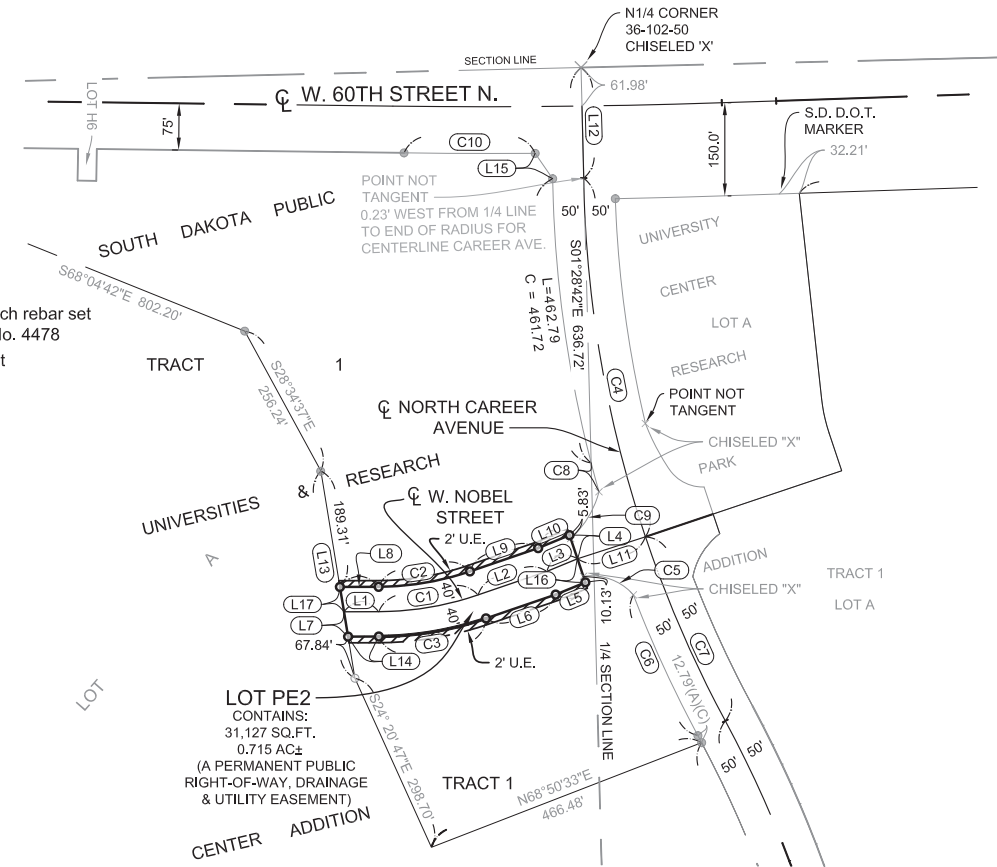 N1/4 CORNER
36-102-50
CHISELED 'X'
SECTION LINE
61.98'
LOT H6
75'
℄ W. 60TH STREET N.
L12
S.D. D.O.T.
MARKER
32.21'
150.0'
C10
L15
POINT NOT
TANGENT
0.23' WEST FROM 1/4 LINE
TO END OF RADIUS FOR
CENTERLINE CAREER AVE.
50' 50'
SOUTH DAKOTA PUBLIC
UNIVERSITY
CENTER
LOT A
RESEARCH
PARK
S68°04'42"E 802.20'
S01°28'42"E 636.72'
L=462.79
C = 461.72
ch rebar set
No. 4478
t
TRACT 1
S28°34'37"E
256.24'
C4
POINT NOT
TANGENT
℄ NORTH CAREER
AVENUE
CHISELED "X"
C8
UNIVERSITIES & RESEARCH
℄ W. NOBEL
STREET
2' U.E.
189.31'
5.83'
C9
L13
L8
C2
L9
L10
L3
L4
L11
ADDITION
A
L1
C1
L2
L16
C5
TRACT 1
LOT A
CHISELED "X"
L17
L7
40' 40'
L6
L5
10.13'
67.84'
L14
C3
2' U.E.
50'
50'
C6
C7
1/4 SECTION LINE
12.79'(A)(C)
LOT
LOT PE2
CONTAINS:
31,127 SQ.FT.
0.715 AC±
(A PERMANENT PUBLIC
RIGHT-OF-WAY, DRAINAGE
& UTILITY EASEMENT)
S24° 20' 47"E 298.70'
TRACT 1
N68°50'33"E
466.48'
50'
50'
CENTER ADDITION